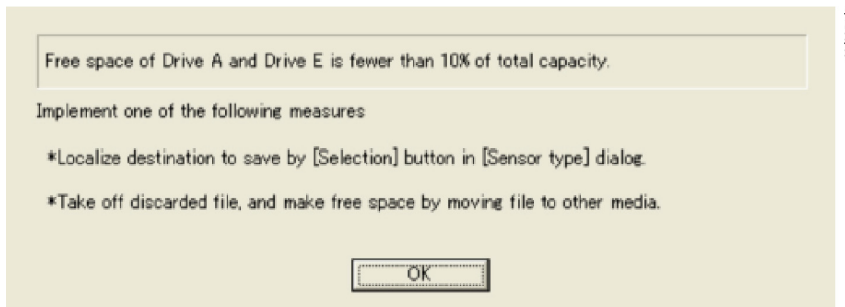 Free space of Drive A and Drive E is fewer than 10% of total capacity.
Implement one of the following measures
*Localize destination to save by [Selection] button in [Sensor type] dialog.
*Take off discarded file, and make free space by moving file to other media.
OK